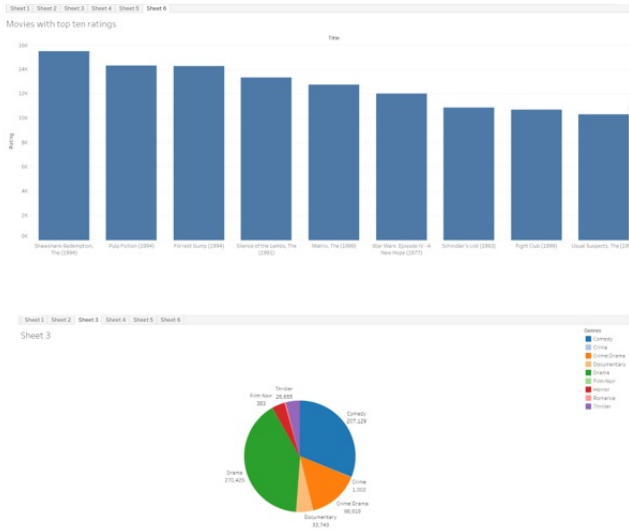 Sheet 1 Sheet 2 Sheet 3 Sheet 4 Sheet 5 Sheet 6
Movies with top ten ratings
Title
16K
14K
12K
10K
8K
6K
4K
2K
0K
Rating
Shawshank Redemption, The (1994)
Pulp Fiction (1994)
Forrest Gump (1994)
Silence of the Lambs, The (1991)
Matrix, The (1999)
Star Wars: Episode IV - A New Hope (1977)
Schindler's List (1993)
Fight Club (1999)
Usual Suspects, The
Sheet 1 Sheet 2 Sheet 3 Sheet 4 Sheet 5 Sheet 6
Sheet 3
Genres
Comedy
Crime
Crime|Drama
Documentary
Drama
Film-Noir
Horror
Romance
Thriller
Thriller
Film-Noir
Comedy
207,129
Drama
270,425
Crime
Crime|Drama
Documentary
33,743